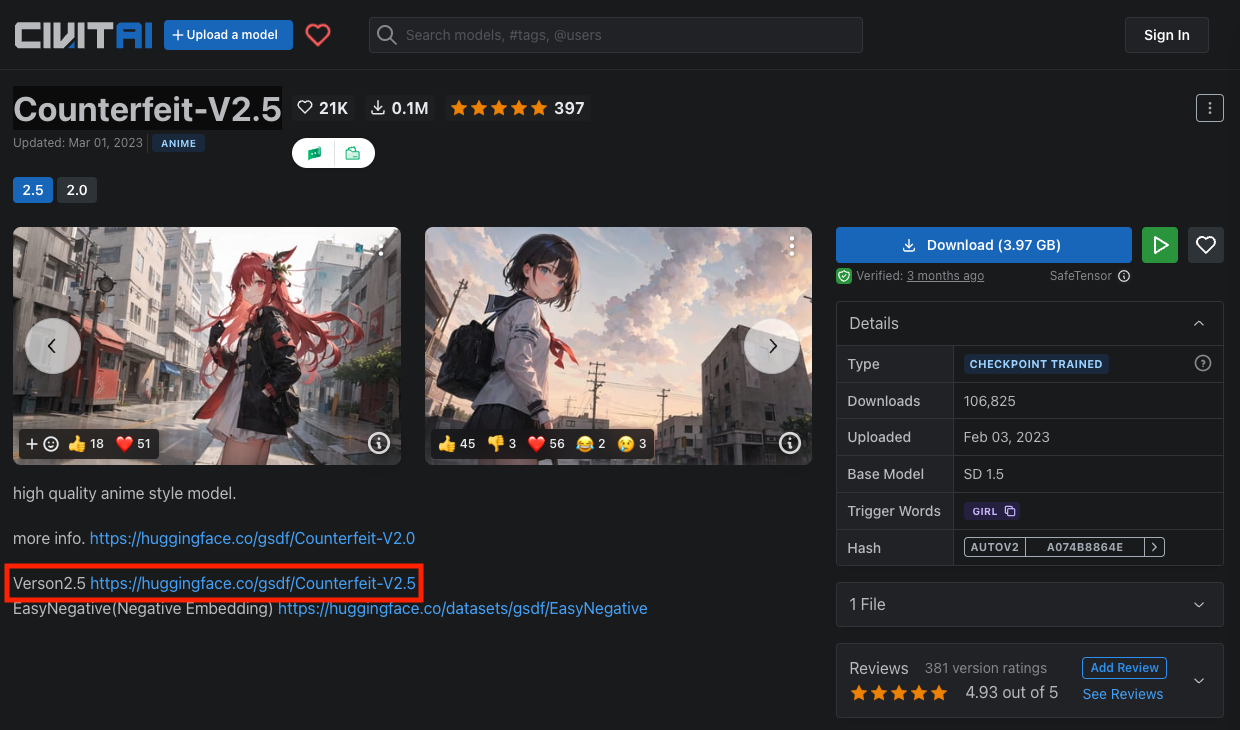 CIVITAI
+ Upload a model
Search models, #tags, @users
Sign In
Counterfeit-V2.5
21K
0.1M
397
Updated: Mar 01, 2023
ANIME
2.5
2.0
Download (3.97 GB)
Verified: 3 months ago
SafeTensor
Details
Type
CHECKPOINT TRAINED
Downloads
106,825
Uploaded
Feb 03, 2023
Base Model
SD 1.5
Trigger Words
GIRL
Hash
AUTOV2
A074B8864E
+
18
51
45
3
56
2
3
high quality anime style model.
more info. https://huggingface.co/gsdf/Counterfeit-V2.0
Verson2.5 https://huggingface.co/gsdf/Counterfeit-V2.5
EasyNegative(Negative Embedding) https://huggingface.co/datasets/gsdf/EasyNegative
1 File
Reviews
381 version ratings
Add Review
4.93 out of 5
See Reviews